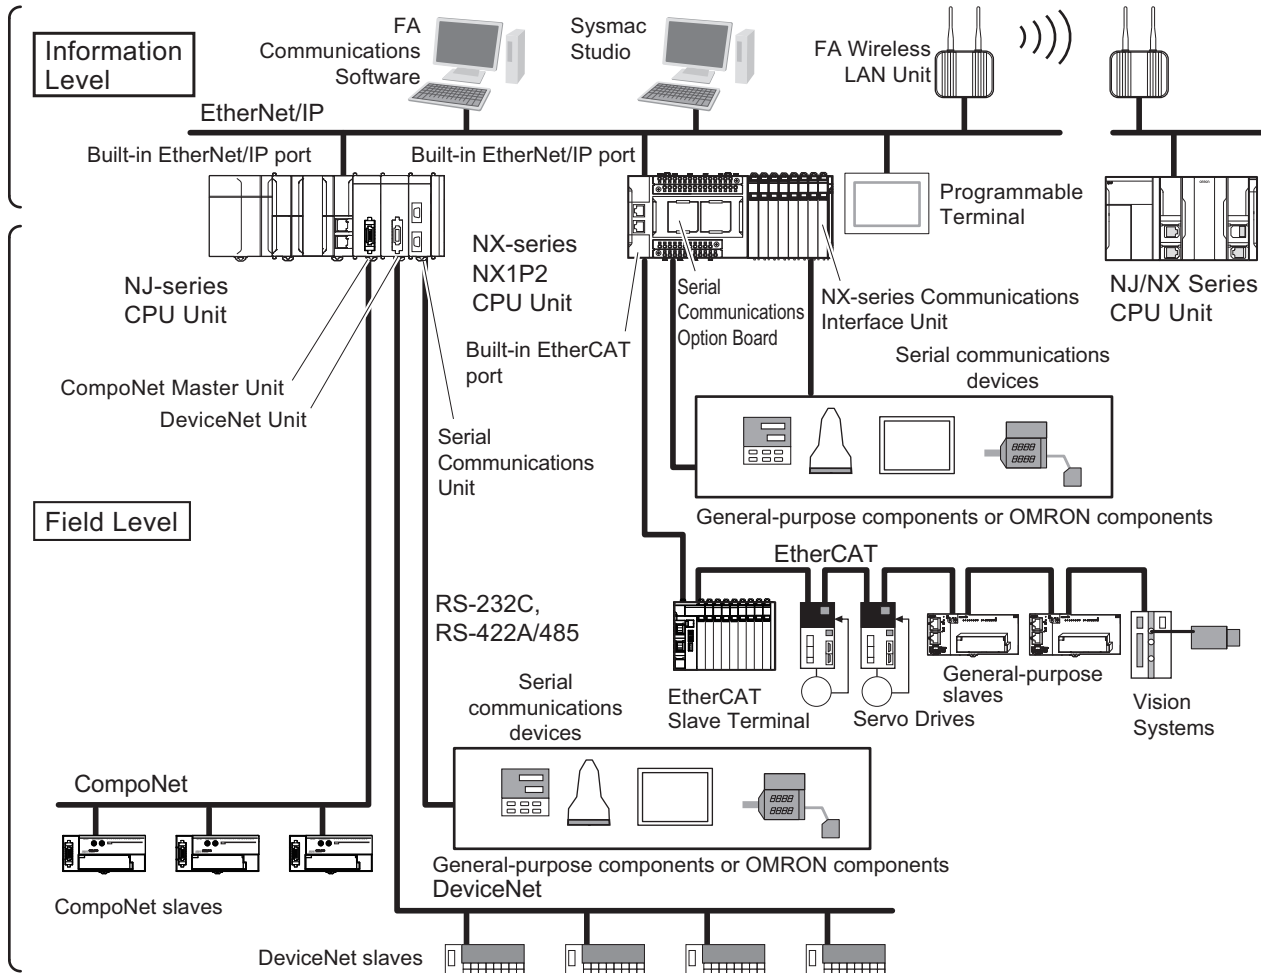 Information
Level
FA
Communications
Software
Sysmac
Studio
FA Wireless
LAN Unit
EtherNet/IP
Built-in EtherNet/IP port
Built-in EtherNet/IP port
Programmable
Terminal
NJ-series
CPU Unit
NX-series
NX1P2
CPU Unit
Serial
Communications
Option Board
NX-series Communications
Interface Unit
NJ/NX Series
CPU Unit
Built-in EtherCAT
port
CompoNet Master Unit
DeviceNet Unit
Serial
Communications
Unit
Serial communications
devices
8888
8888
General-purpose components or OMRON components
Field Level
EtherCAT
RS-232C,
RS-422A/485
EtherCAT
Slave Terminal
Servo Drives
General-purpose
slaves
Vision
Systems
Serial
communications
devices
8888
8888
General-purpose components or OMRON components
CompoNet
CompoNet slaves
DeviceNet
DeviceNet slaves